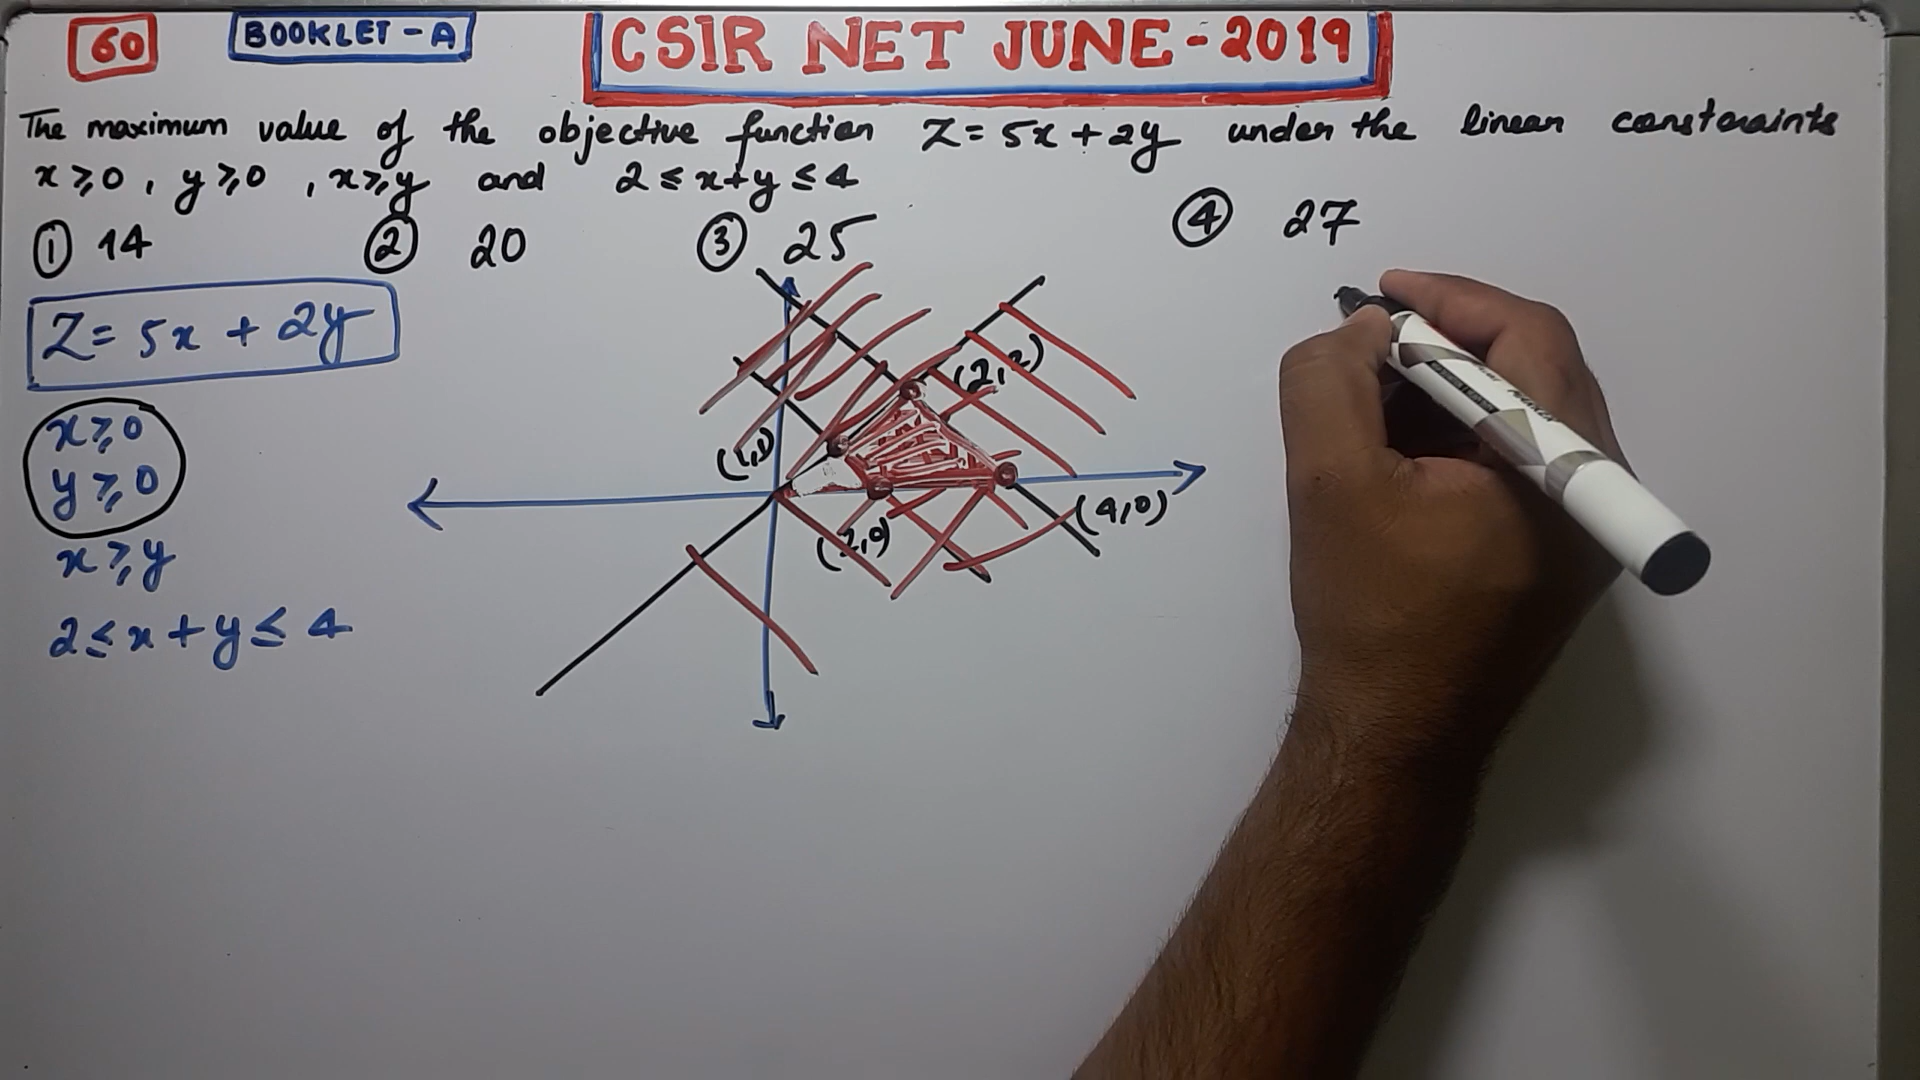 60 BOOKLET - A CSIR NET JUNE - 2019
The maximum value of the objective function Z = 5x + 2y under the linear constraints
x ≥ 0, y ≥ 0, x ≥ y and 2 ≤ x+y ≤ 4
① 14 ② 20 ③ 25 ④ 27
Z = 5x + 2y
x ≥ 0
y ≥ 0
x ≥ y
2 ≤ x + y ≤ 4
(2,2)
(1,1)
(2,0)
(4,0)